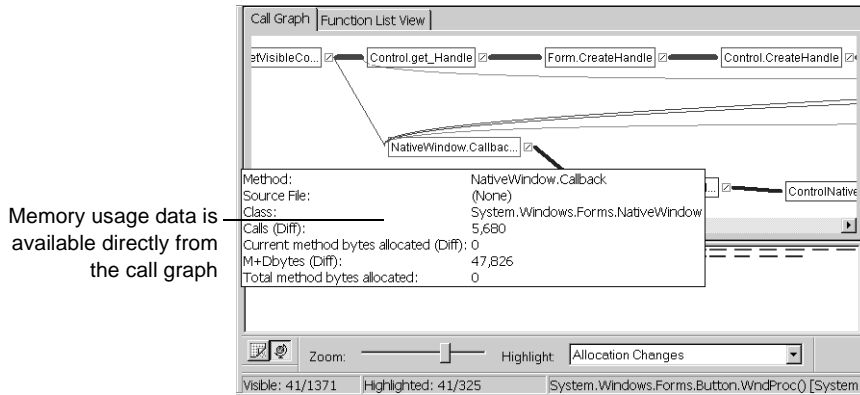 Call Graph Function List View
etVisibleCo... Control.get_Handle Form.CreateHandle Control.CreateHandle
NativeWindow.Callbac...
ControlNative
Method: NativeWindow.Callback
Source File: (None)
Class: System.Windows.Forms.NativeWindow
Calls (Diff): 5,680
Current method bytes allocated (Diff): 0
M+Dbytes (Diff): 47,826
Total method bytes allocated: 0
Memory usage data is
available directly from
the call graph
Zoom: Highlight: Allocation Changes
Visible: 41/1371 Highlighted: 41/325 System.Windows.Forms.Button.WndProc() [System